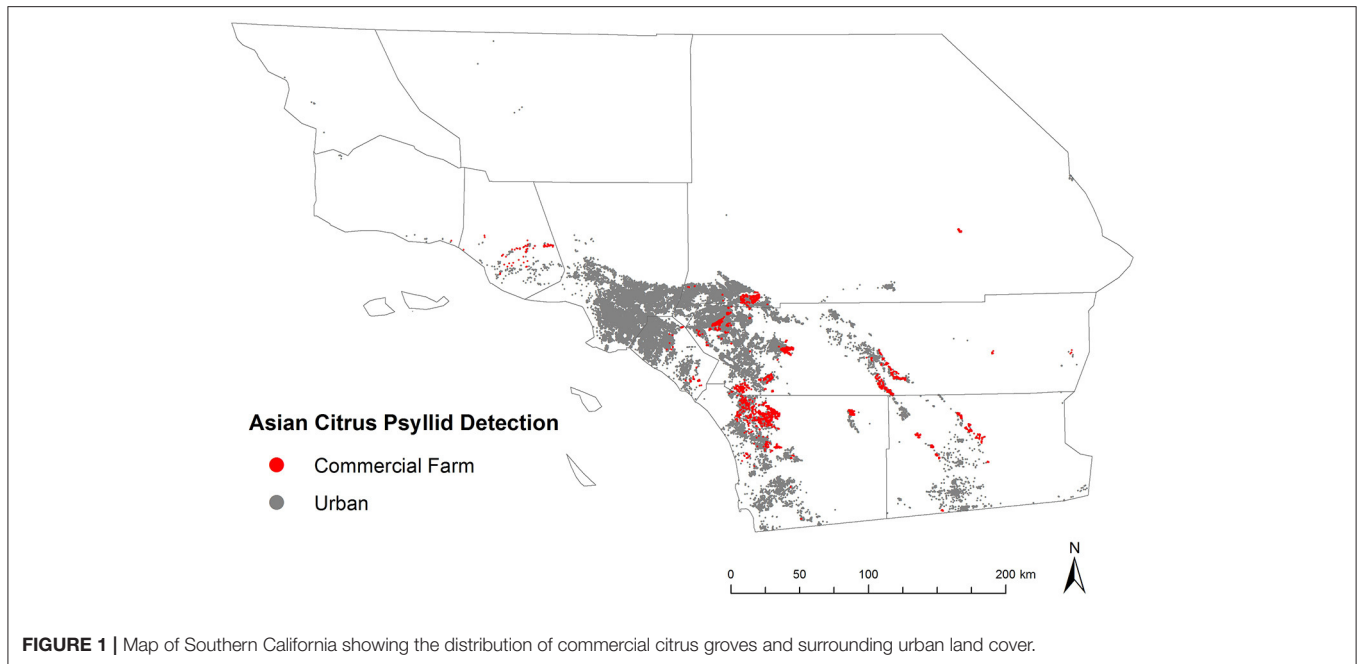 Asian Citrus Psyllid Detection
Commercial Farm
Urban
N
0 50 100 200 km
FIGURE 1 | Map of Southern California showing the distribution of commercial citrus groves and surrounding urban land cover.